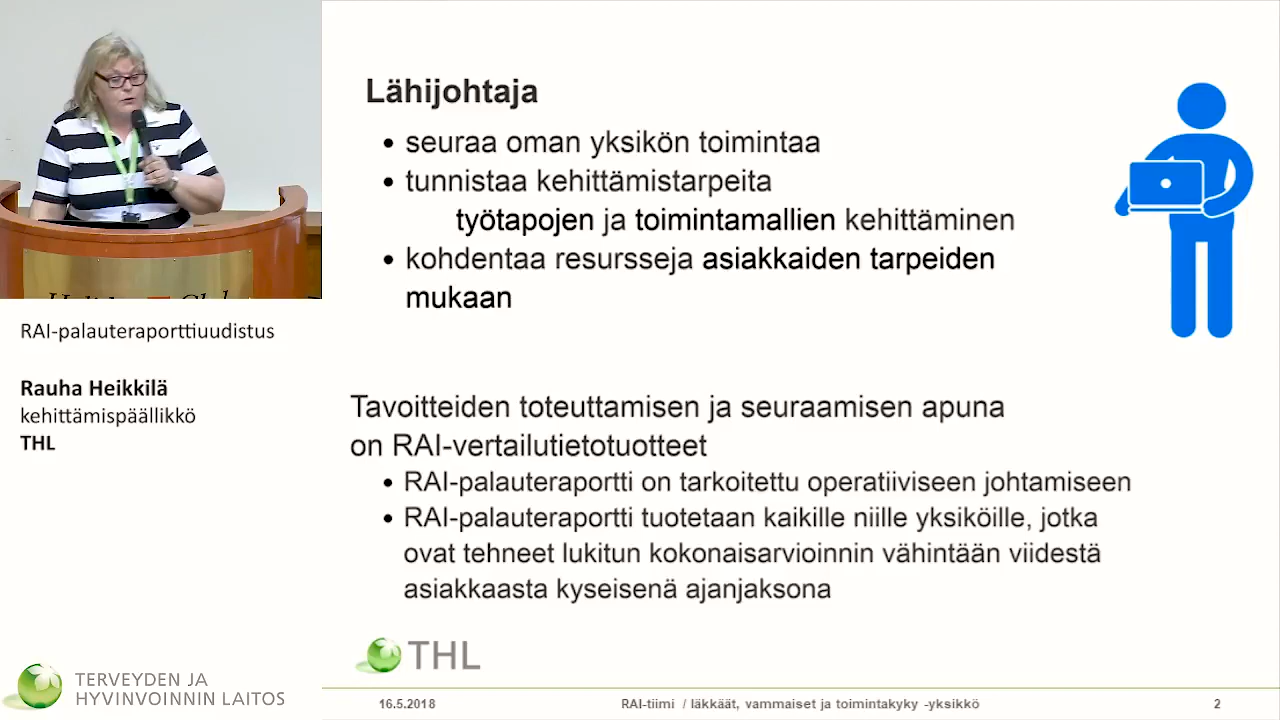 Lähijohtaja
• seuraa oman yksikön toimintaa
• tunnistaa kehittämistarpeita
työtapojen ja toimintamallien kehittäminen
• kohdentaa resursseja asiakkaiden tarpeiden
mukaan
Tavoitteiden toteuttamisen ja seuraamisen apuna
on RAI-vertailutietotuotteet
• RAI-palauteraportti on tarkoitettu operatiiviseen johtamiseen
• RAI-palauteraportti tuotetaan kaikille niille yksiköille, jotka
ovat tehneet lukitun kokonaisarvioinnin vähintään viidestä
asiakkaasta kyseisenä ajanjaksona
THL
16.5.2018 RAI-tiimi / Iäkkäät, vammaiset ja toimintakyky -yksikkö 2
RAI-palauteraporttiuudistus
Rauha Heikkilä
kehittämispäällikkö
THL
TERVEYDEN JA
HYVINVOINNIN LAITOS